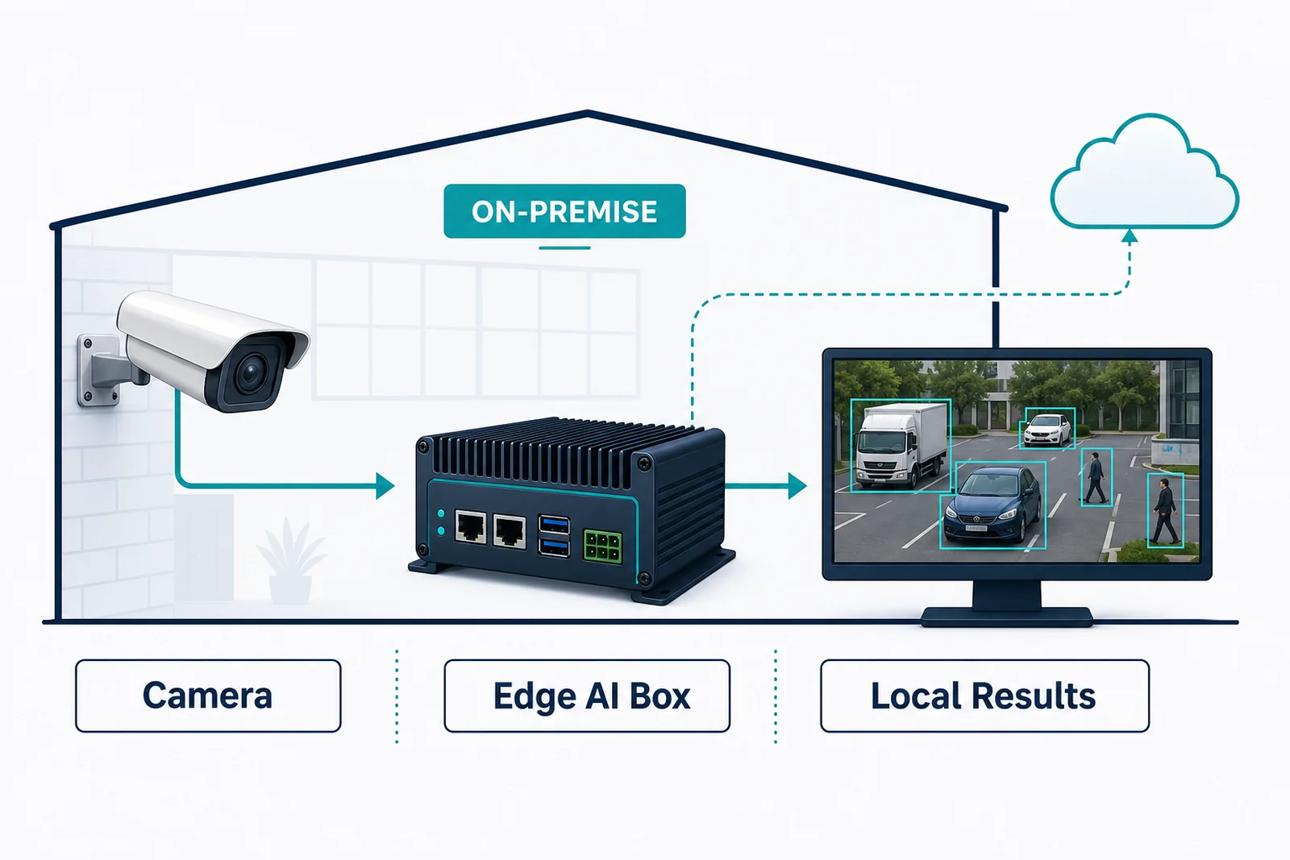 ON-PREMISE
Camera
Edge AI Box
Local Results